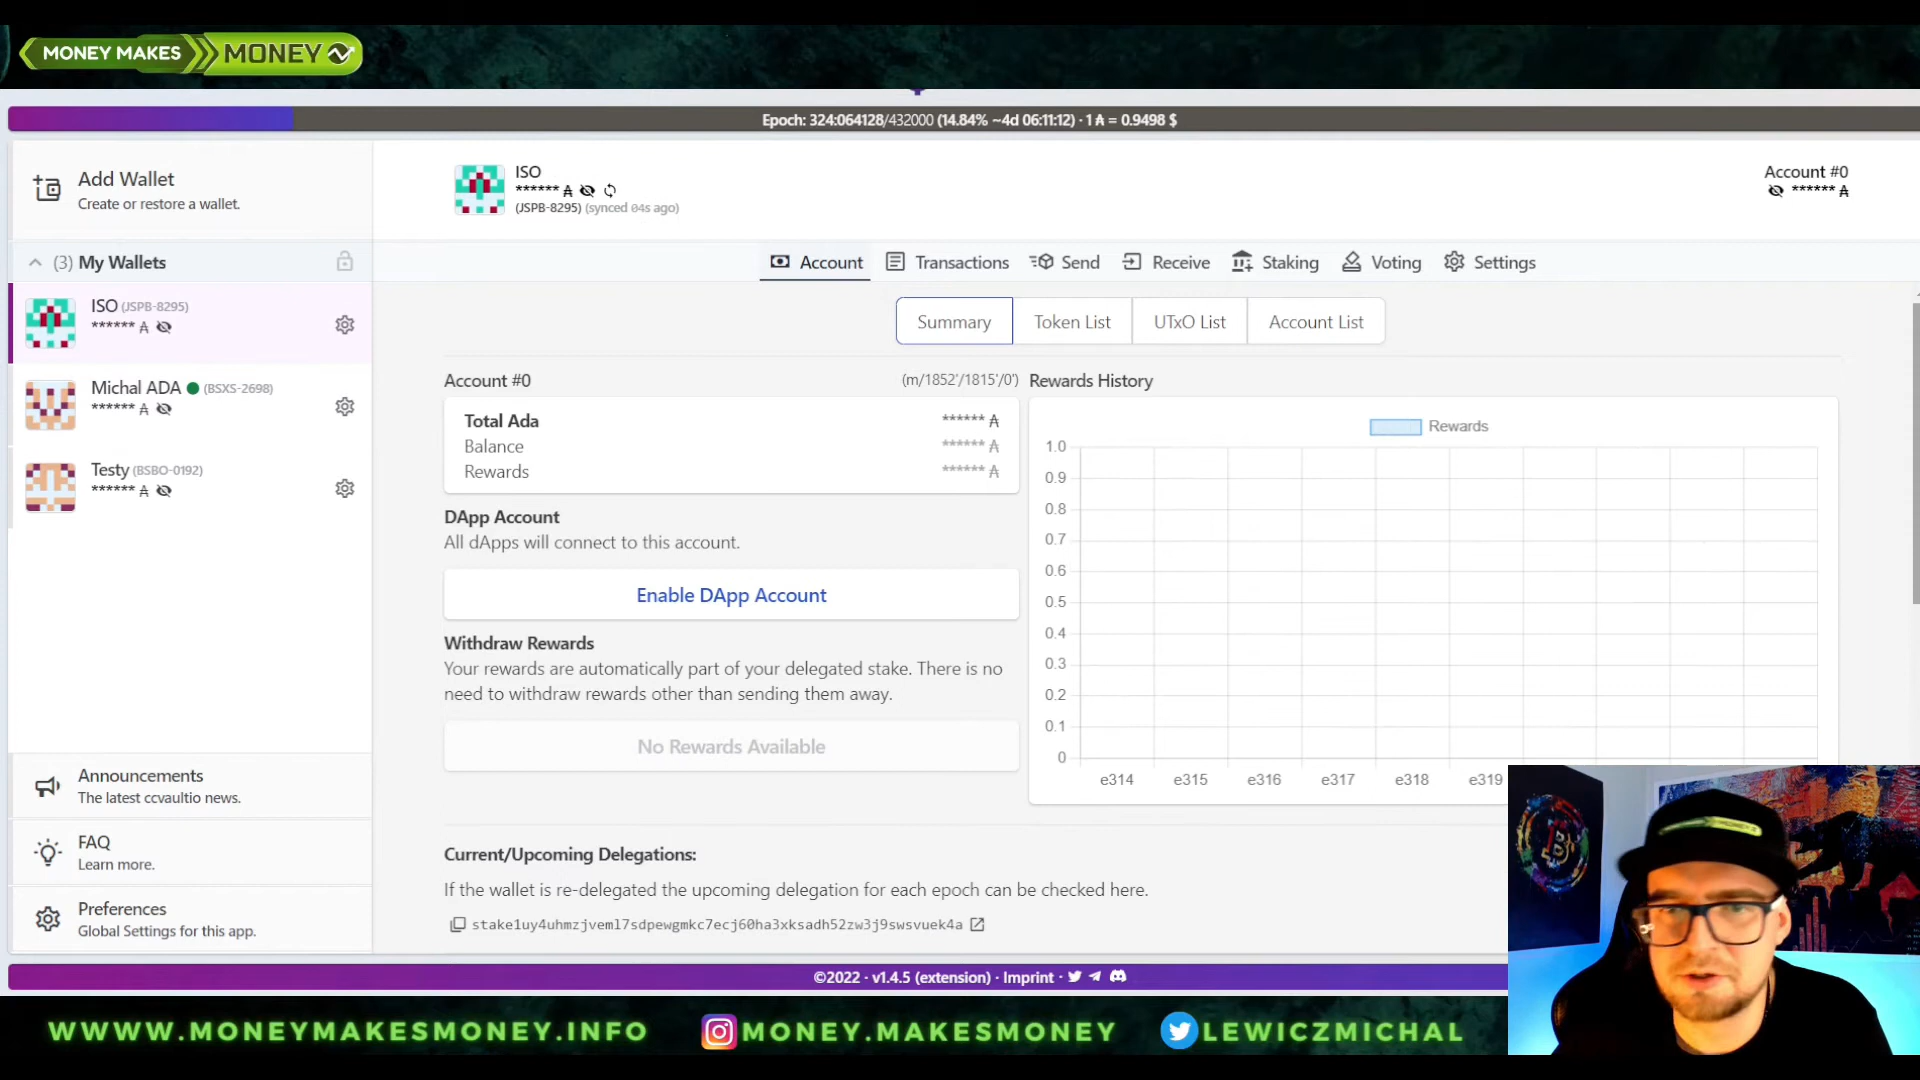 MONEY MAKES MONEY
Epoch: 324:064128/432000 (14.84% ~4d 06:11:12) · 1 ₳ = 0.9498 $
Add Wallet
Create or restore a wallet.
ISO
****** ₳
(JSPB-8295) (synced 04s ago)
Account #0
****** ₳
(3) My Wallets
Account
Transactions
Send
Receive
Staking
Voting
Settings
ISO (JSPB-8295)
****** ₳
Michal ADA (BSXS-2698)
****** ₳
Testy (BSBO-0192)
****** ₳
Summary
Token List
UTxO List
Account List
Account #0 (m/1852'/1815'/0')
Total Ada ****** ₳
Balance ****** ₳
Rewards ****** ₳
DApp Account
All dApps will connect to this account.
Enable DApp Account
Withdraw Rewards
Your rewards are automatically part of your delegated stake. There is no
need to withdraw rewards other than sending them away.
No Rewards Available
Rewards History
Rewards
1.0
0.9
0.8
0.7
0.6
0.5
0.4
0.3
0.2
0.1
0
e314 e315 e316 e317 e318 e319
Current/Upcoming Delegations:
If the wallet is re-delegated the upcoming delegation for each epoch can be checked here.
stake1uy4uhmzjveml7sdpewgmkc7ecj60ha3xksadh52zw3j9swsvuek4a
Announcements
The latest ccvaultio news.
FAQ
Learn more.
Preferences
Global Settings for this app.
©2022 · v1.4.5 (extension) · Imprint ·
WWWW.MONEYMAKESMONEY.INFO
MONEY.MAKESMONEY
LEWICZMICHAL